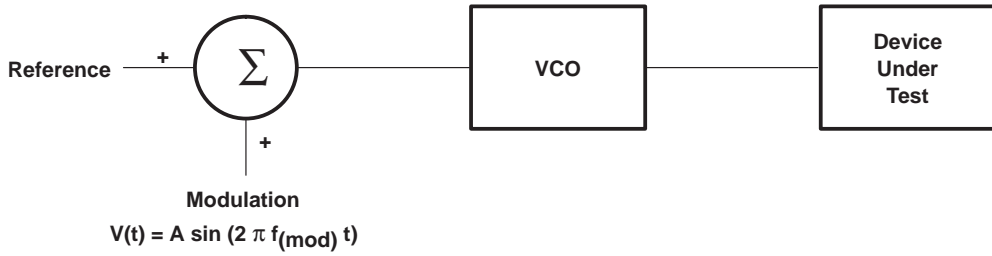 Reference
+
Σ
VCO
Device
Under
Test
+
Modulation
V(t) = A sin (2 π f(mod) t)